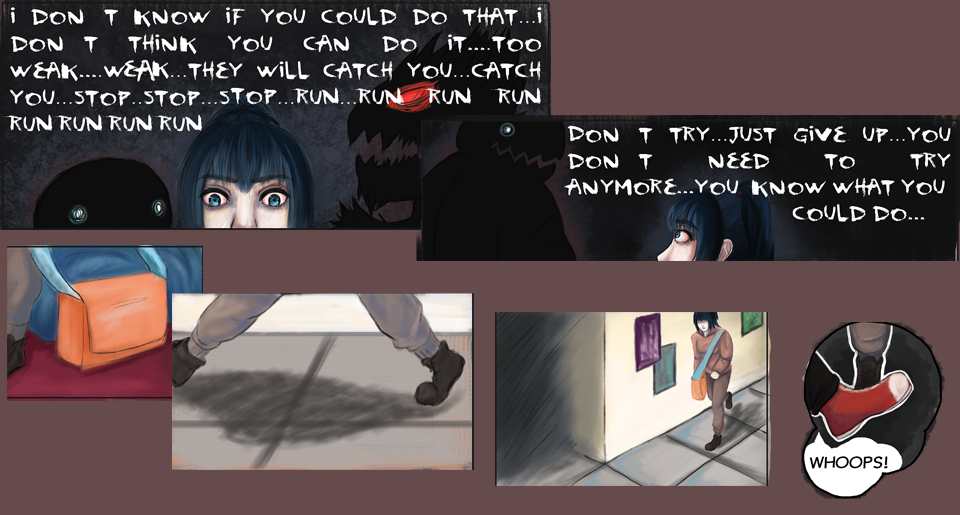 I DON T KNOW IF YOU COULD DO THAT...I
DON T THINK YOU CAN DO IT....TOO
WEAK....WEAK...THEY WILL CATCH YOU...CATCH
YOU...STOP..STOP...STOP...RUN...RUN RUN RUN
RUN RUN RUN RUN
DON T TRY...JUST GIVE UP...YOU
DON T NEED TO TRY
ANYMORE...YOU KNOW WHAT YOU
COULD DO...
WHOOPS!